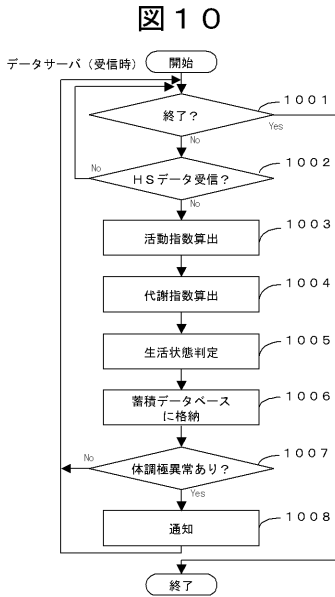 図１０
データサーバ（受信時）
開始
終了？
１００１
Yes
No
ＨＳデータ受信？
１００２
No
No
活動指数算出
１００３
代謝指数算出
１００４
生活状態判定
１００５
蓄積データベース
に格納
１００６
体調極異常あり？
１００７
No
Yes
通知
１００８
終了